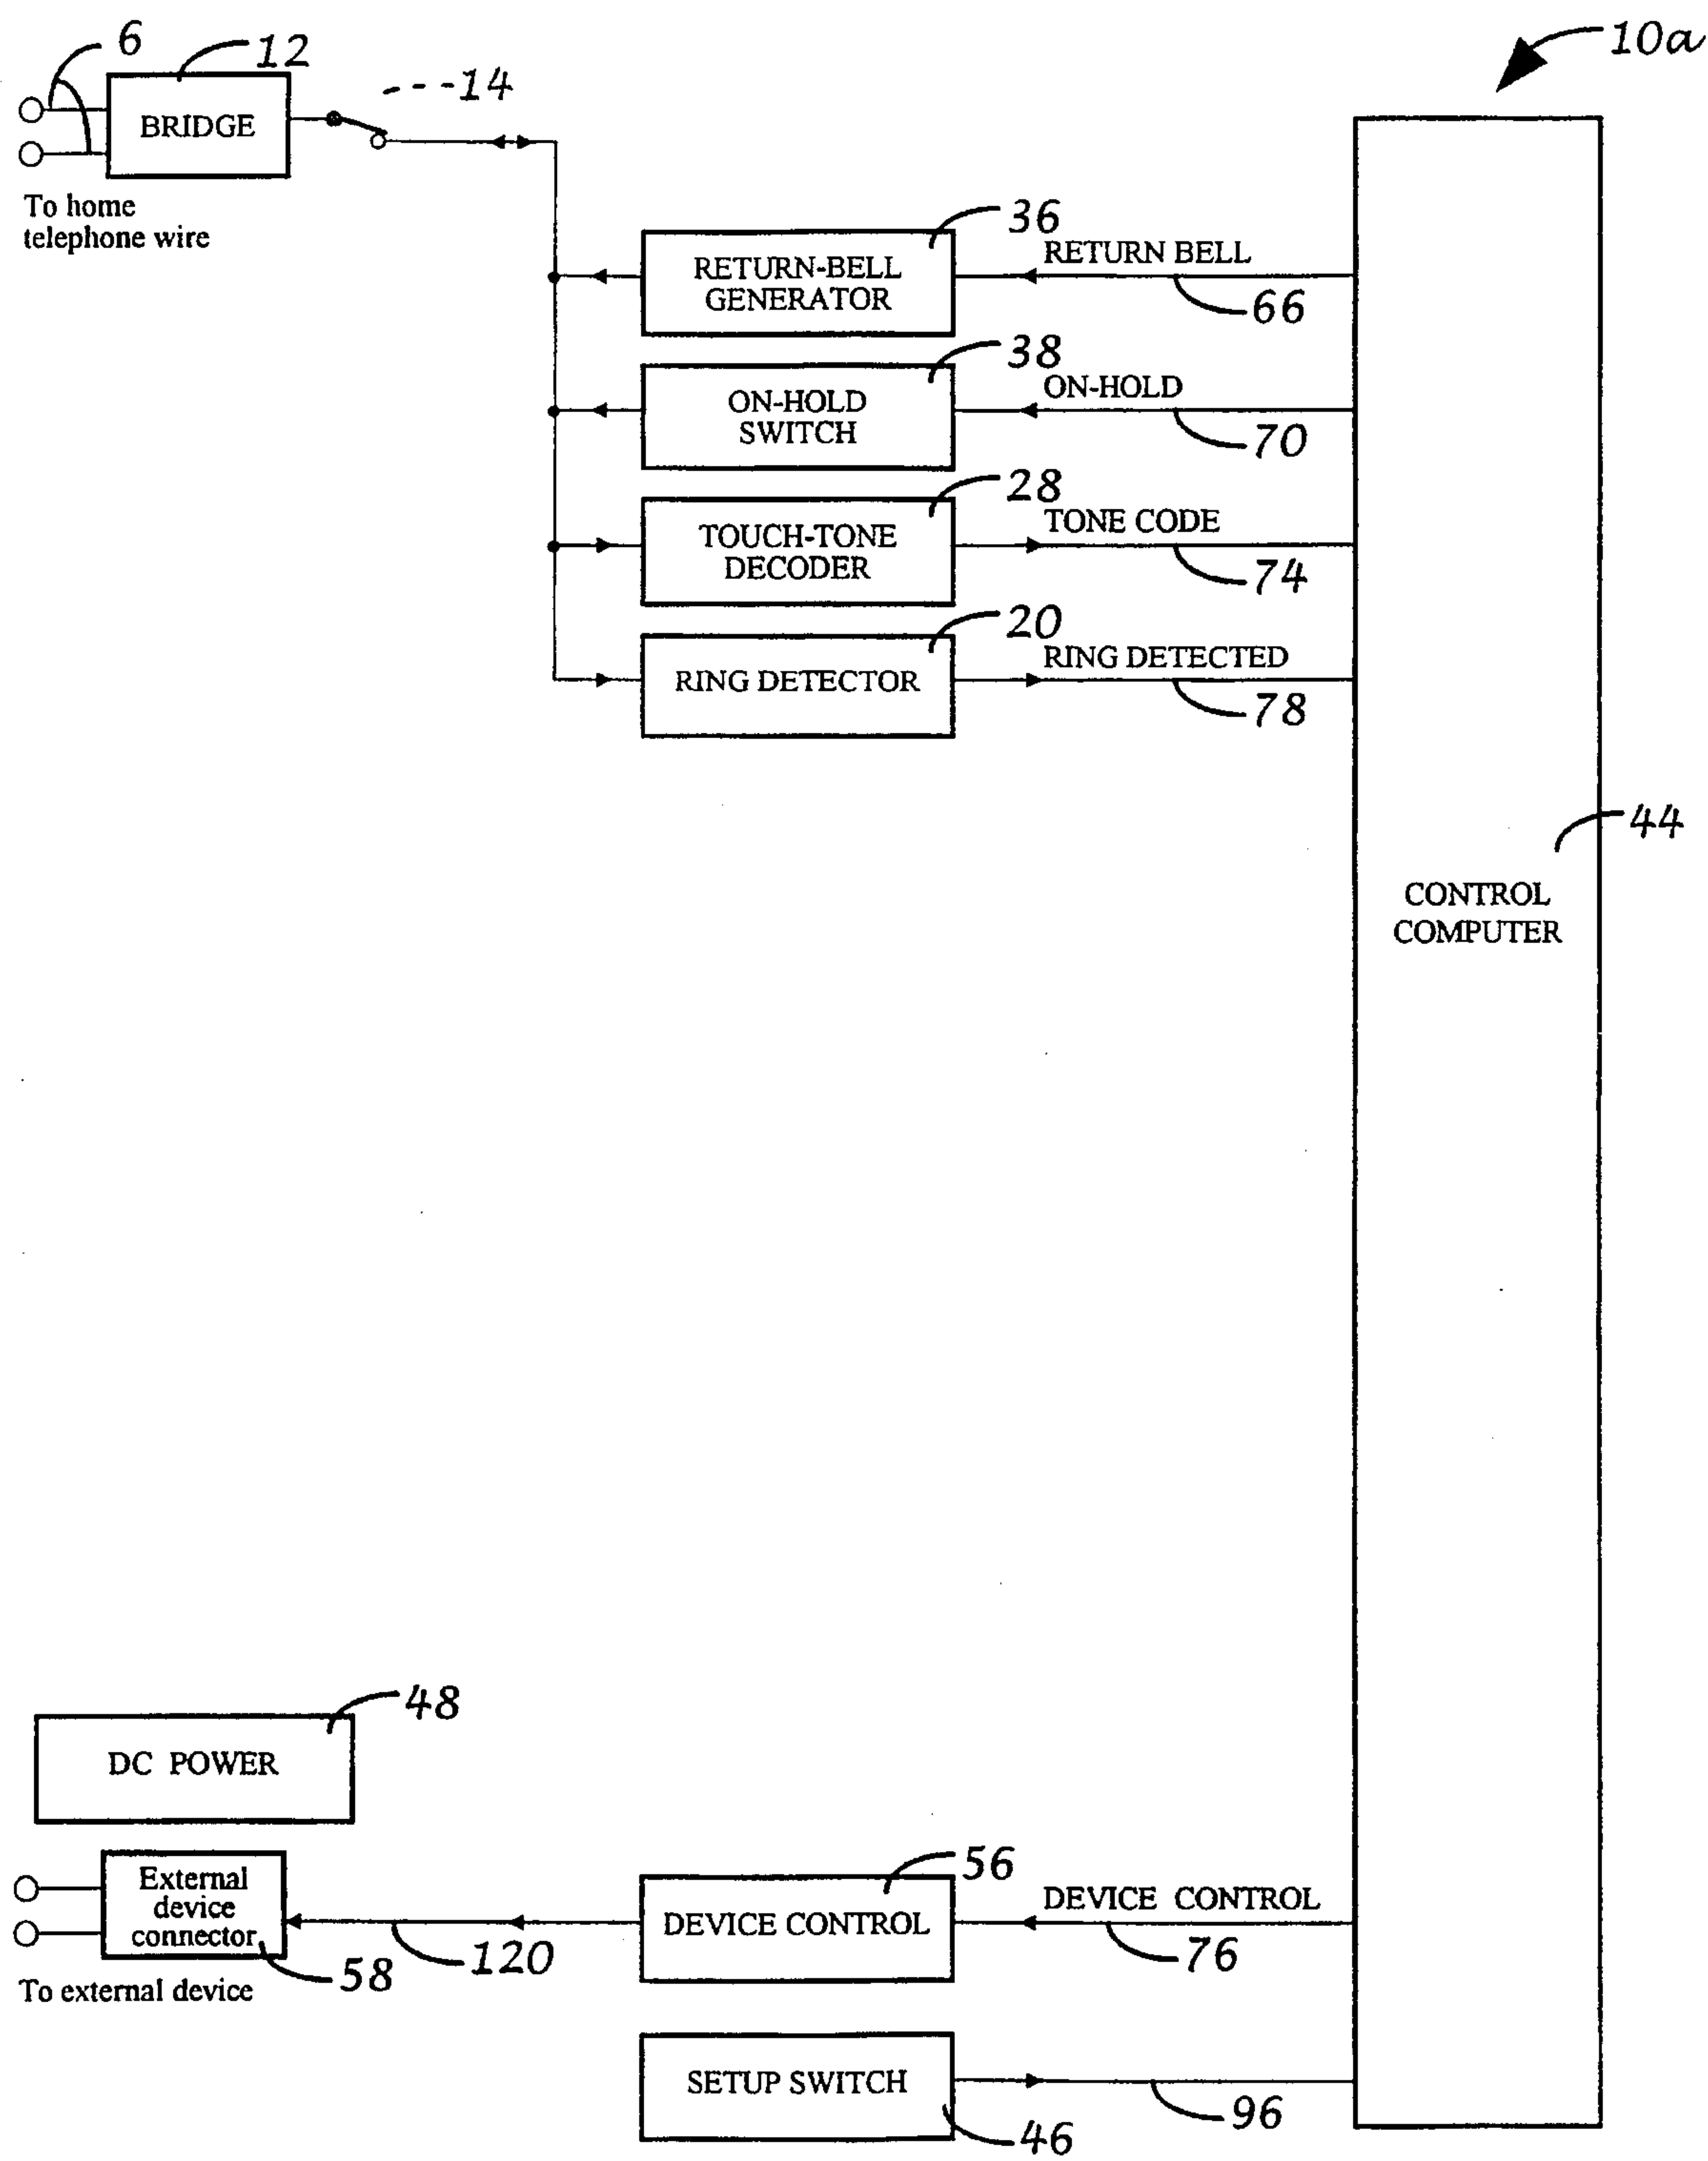 6
12
10a
BRIDGE
---14
To home
telephone wire
36
RETURN BELL
RETURN-BELL
GENERATOR
66
38
ON-HOLD
ON-HOLD
SWITCH
70
28
TONE CODE
TOUCH-TONE
DECODER
74
20
RING DETECTED
RING DETECTOR
78
44
CONTROL
COMPUTER
48
DC POWER
External
device
connector
58
To external device
120
56
DEVICE CONTROL
DEVICE CONTROL
76
SETUP SWITCH
46
96